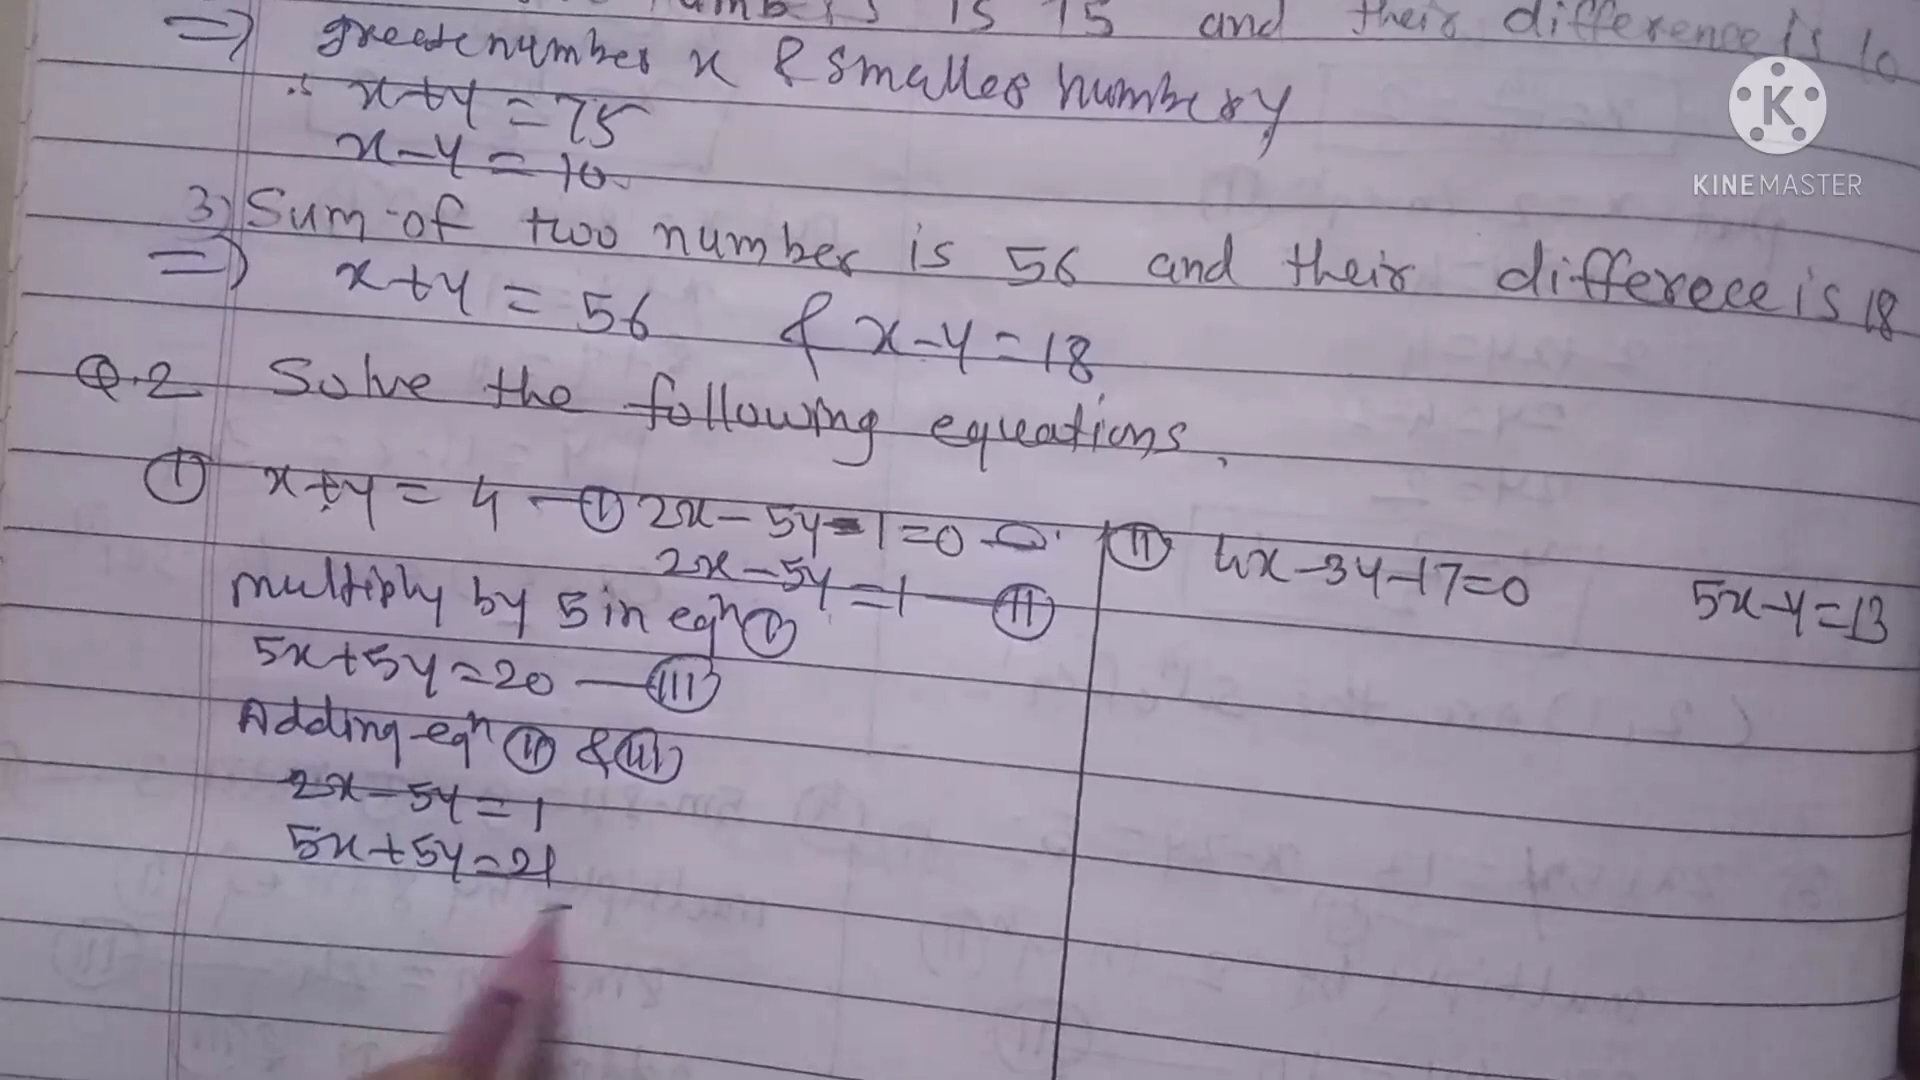 is 75 and their difference is 10
=) greate number x & smaller number y
∴ x+y=75
x-y=10
3) Sum of two number is 56 and their differece is 18
=) x+y=56 & x-y=18
Q.2 Solve the following equations.
I x+y=4 — I 2x-5y-1=0
2x-5y=1 — II
multiply by 5 in eqn I
5x+5y=20 — III
Adding eqn II & III
2x-5y=1
5x+5y=21
II 4x-3y-17=0 5x-y=13
K
KINEMASTER